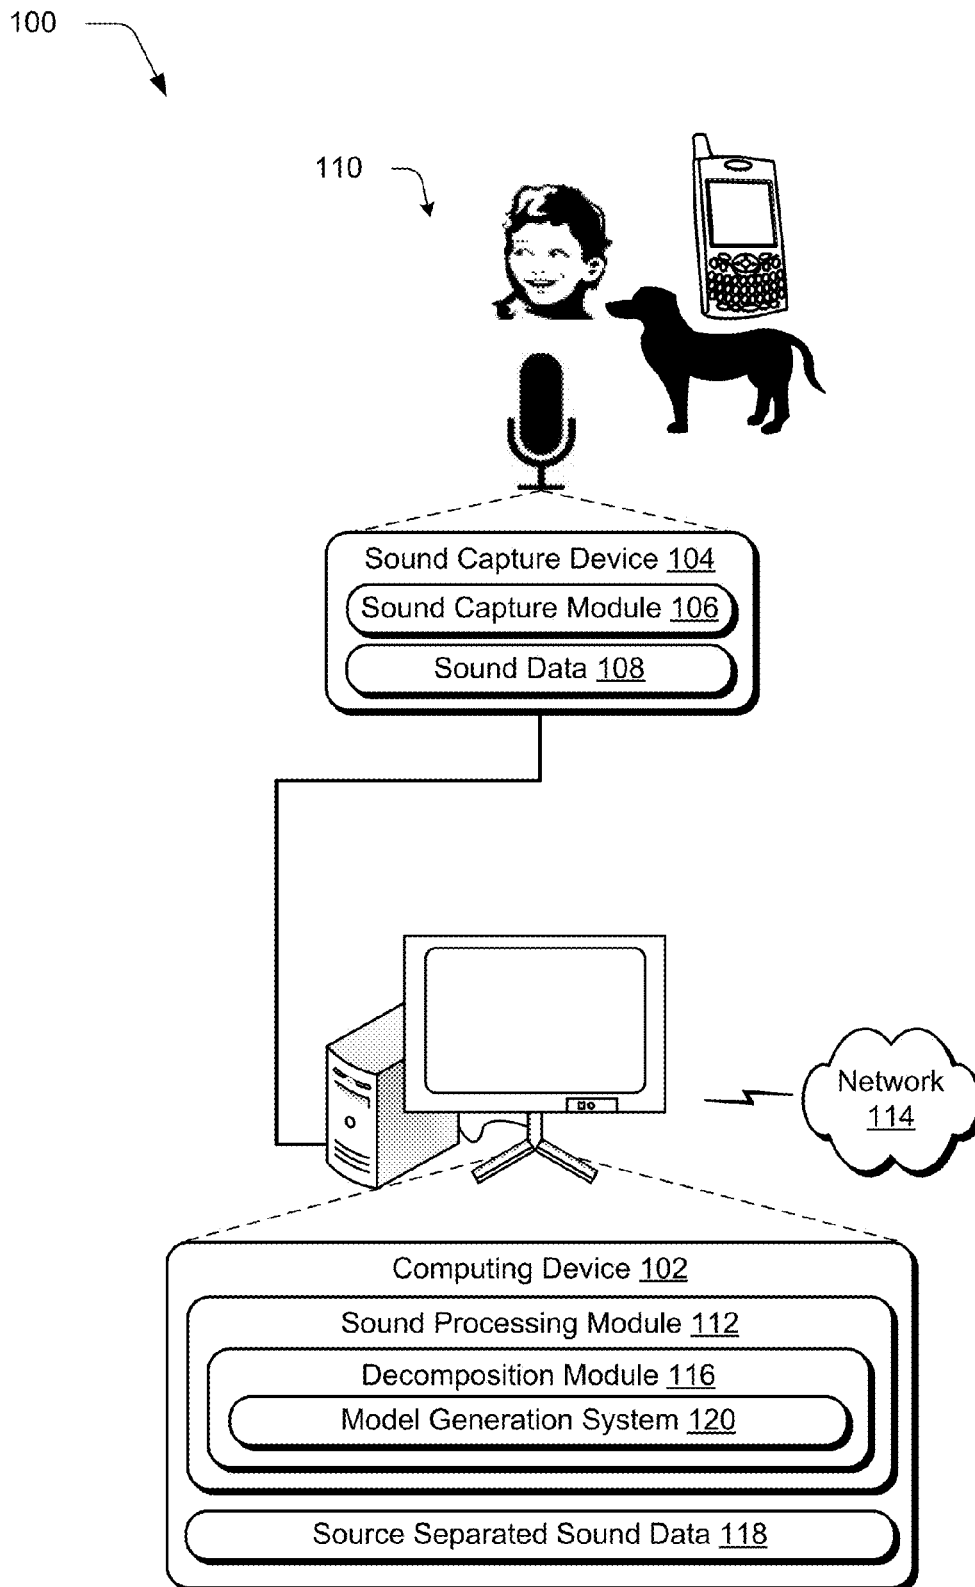 100
110
Sound Capture Device 104
Sound Capture Module 106
Sound Data 108
Network
114
Computing Device 102
Sound Processing Module 112
Decomposition Module 116
Model Generation System 120
Source Separated Sound Data 118